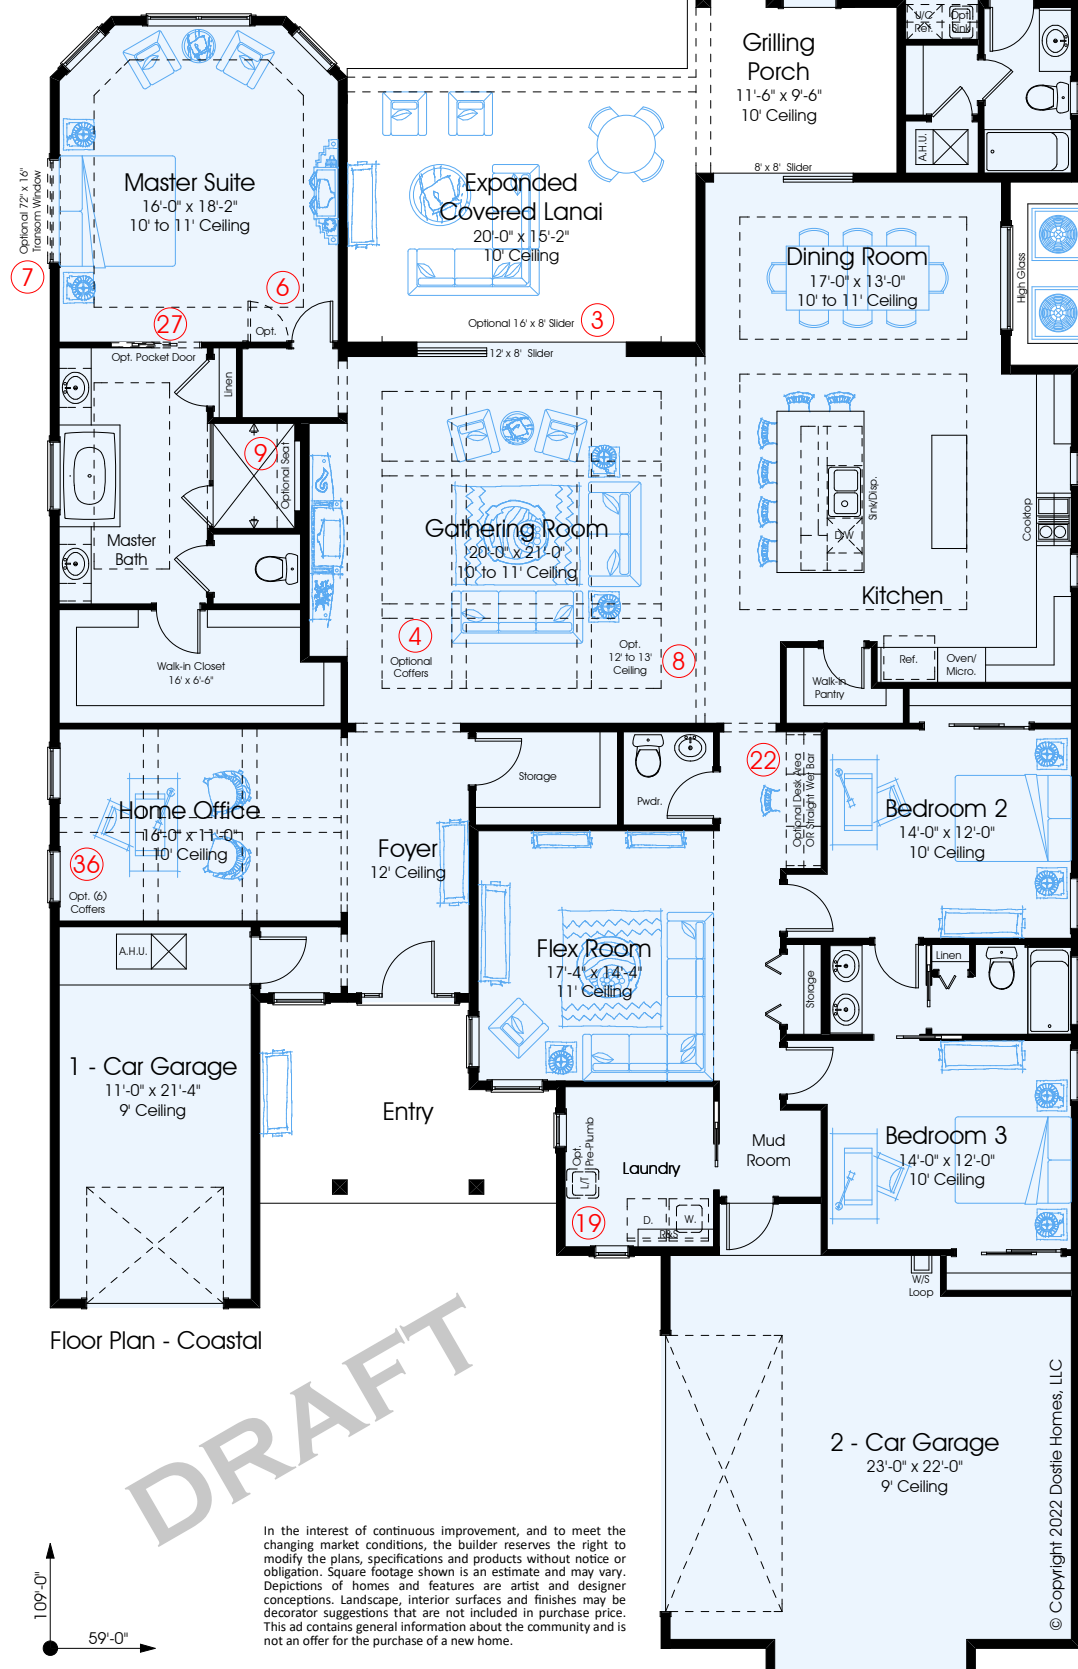 U/C
Ref.
Opt.
Sink
Grilling
Porch
11'-6" x 9'-6"
10' Ceiling
A.H.U.
8' x 8' Slider
Master Suite
16'-0" x 18'-2"
10' to 11' Ceiling
Optional 72" x 16"
Transom Window
7
Expanded
Covered Lanai
20'-0" x 15'-2"
10' Ceiling
Dining Room
17'-0" x 13'-0"
10' to 11' Ceiling
High Glass
6
Opt.
27
Opt. Pocket Door
Optional 16' x 8' Slider
3
12' x 8' Slider
Linen
9
Optional Seat
Master
Bath
Gathering Room
20'-0" x 21'-0"
10' to 11' Ceiling
Sink/Disp.
D/W
Cooktop
Kitchen
4
Optional
Coffers
Opt.
12' to 13'
Ceiling
8
Walk-in Closet
16' x 6'-6"
Walk-in
Pantry
Ref.
Oven/
Micro.
Storage
Pwdr.
22
Optional Desk Area
OR Straight Wet Bar
Home Office
16'-0" x 11'-0"
10' Ceiling
36
Opt. (6)
Coffers
Foyer
12' Ceiling
Bedroom 2
14'-0" x 12'-0"
10' Ceiling
A.H.U.
Flex Room
17'-4" x 14'-4"
11' Ceiling
Storage
Linen
1 - Car Garage
11'-0" x 21'-4"
9' Ceiling
Entry
Opt.
Pre-Plumb
L/T
Laundry
19
D.
W.
R&S
Mud
Room
Bedroom 3
14'-0" x 12'-0"
10' Ceiling
W/S
Loop
Floor Plan - Coastal
DRAFT
2 - Car Garage
23'-0" x 22'-0"
9' Ceiling
© Copyright 2022 Dostie Homes, LLC
In the interest of continuous improvement, and to meet the
changing market conditions, the builder reserves the right to
modify the plans, specifications and products without notice or
obligation. Square footage shown is an estimate and may vary.
Depictions of homes and features are artist and designer
conceptions. Landscape, interior surfaces and finishes may be
decorator suggestions that are not included in purchase price.
This ad contains general information about the community and is
not an offer for the purchase of a new home.
109'-0"
59'-0"